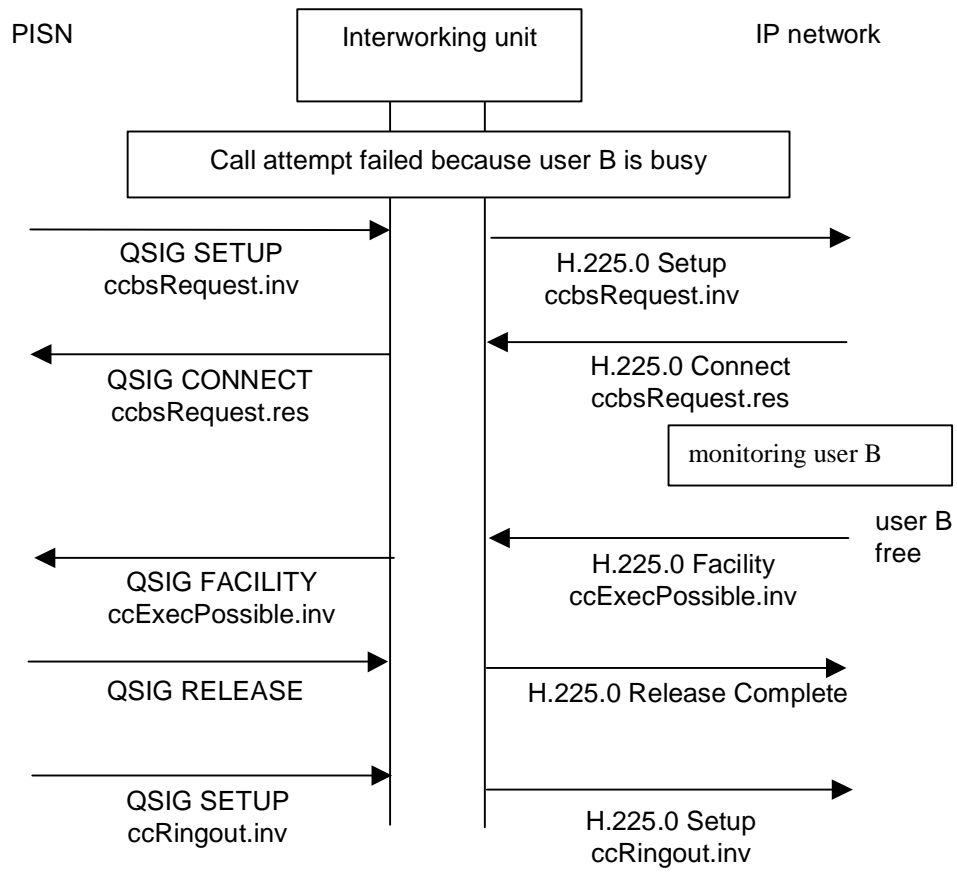 PISN
Interworking unit
IP network
Call attempt failed because user B is busy
QSIG SETUP
ccbsRequest.inv
H.225.0 Setup
ccbsRequest.inv
QSIG CONNECT
ccbsRequest.res
H.225.0 Connect
ccbsRequest.res
monitoring user B
user B
free
QSIG FACILITY
ccExecPossible.inv
H.225.0 Facility
ccExecPossible.inv
QSIG RELEASE
H.225.0 Release Complete
QSIG SETUP
ccRingout.inv
H.225.0 Setup
ccRingout.inv